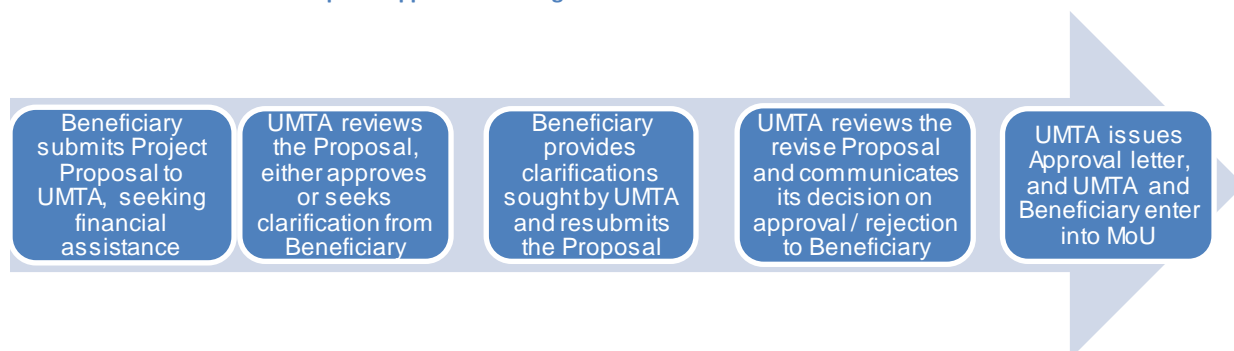 Beneficiary
submits Project
Proposal to
UMTA, seeking
financial
assistance
UMTA reviews
the Proposal,
either approves
or seeks
clarification from
Beneficiary
Beneficiary
provides
clarifications
sought by UMTA
and resubmits
the Proposal
UMTA reviews the
revise Proposal
and communicates
its decision on
approval / rejection
to Beneficiary
UMTA issues
Approval letter,
and UMTA and
Beneficiary enter
into MoU